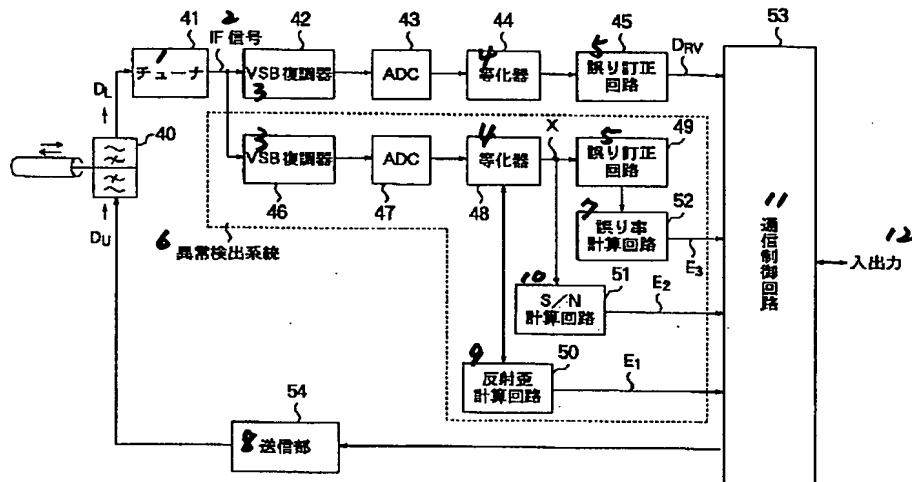 41
2
42
43
44
45
53
1
チューナ
IF 信号
VSB復調器
3
ADC
4
等化器
5
誤り訂正
回路
DRV
DL
40
3
VSB復調器
ADC
4
等化器
X
5
誤り訂正
回路
49
46
47
48
DU
6
異常検出系統
7
誤り率
計算回路
52
E3
11
通信制御回路
12
入出力
10
S/N
計算回路
51
E2
9
反射歪
計算回路
50
E1
54
8
送信部